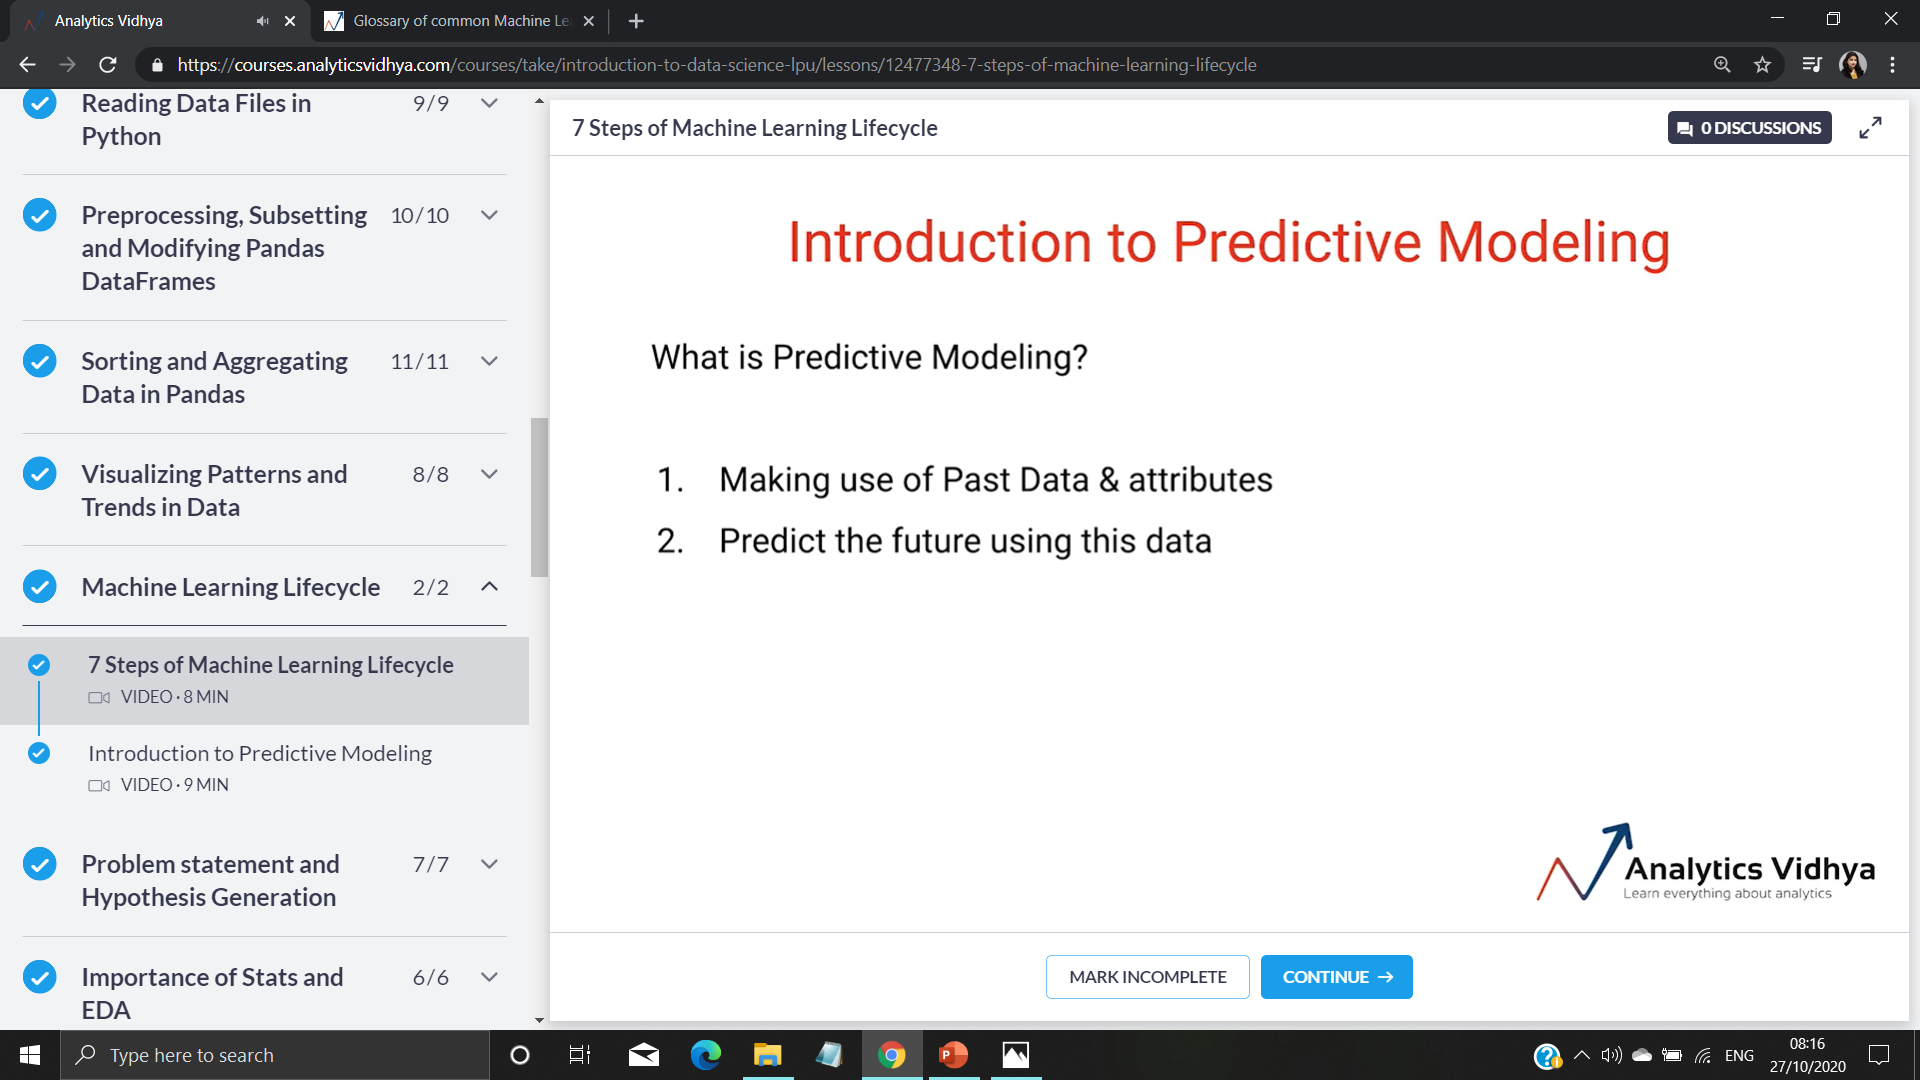 Analytics Vidhya
Glossary of common Machine Le
https://courses.analyticsvidhya.com/courses/take/introduction-to-data-science-lpu/lessons/12477348-7-steps-of-machine-learning-lifecycle
Reading Data Files in
Python
9/9
Preprocessing, Subsetting
and Modifying Pandas
DataFrames
10/10
Sorting and Aggregating
Data in Pandas
11/11
Visualizing Patterns and
Trends in Data
8/8
Machine Learning Lifecycle
2/2
7 Steps of Machine Learning Lifecycle
VIDEO · 8 MIN
Introduction to Predictive Modeling
VIDEO · 9 MIN
Problem statement and
Hypothesis Generation
7/7
Importance of Stats and
EDA
6/6
7 Steps of Machine Learning Lifecycle
0 DISCUSSIONS
Introduction to Predictive Modeling
What is Predictive Modeling?
1. Making use of Past Data & attributes
2. Predict the future using this data
Analytics Vidhya
Learn everything about analytics
MARK INCOMPLETE
CONTINUE →
Type here to search
ENG
08:16
27/10/2020